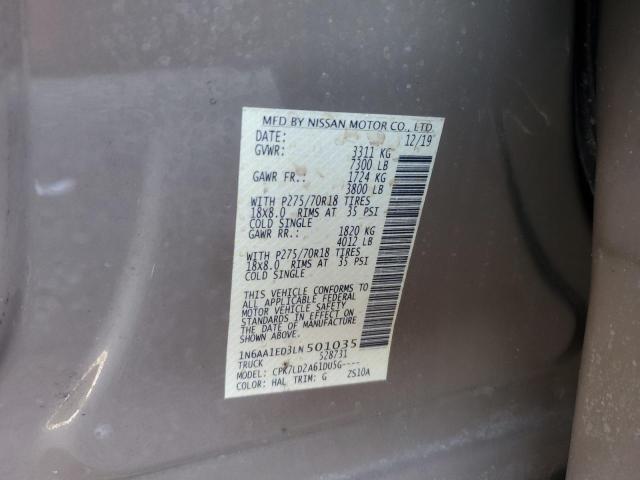 MFD BY NISSAN MOTOR CO., LTD
DATE: 12/19
GVWR: 3311 KG
7300 LB
GAWR FR.: 1724 KG
3800 LB
WITH P275/70R18 TIRES
18X8.0 RIMS AT 35 PSI
COLD SINGLE
GAWR RR.: 1820 KG
4012 LB
WITH P275/70R18 TIRES
18X8.0 RIMS AT 35 PSI
COLD SINGLE
THIS VEHICLE CONFORMS TO
ALL APPLICABLE FEDERAL
MOTOR VEHICLE SAFETY
STANDARDS IN EFFECT ON
THE DATE OF MANUFACTURE
SHOWN ABOVE.
1N6AA1ED3LN501035
TRUCK S28731
MODEL: CPK7LD2A61DUSG----
COLOR: HAL TRIM: G ZS10A